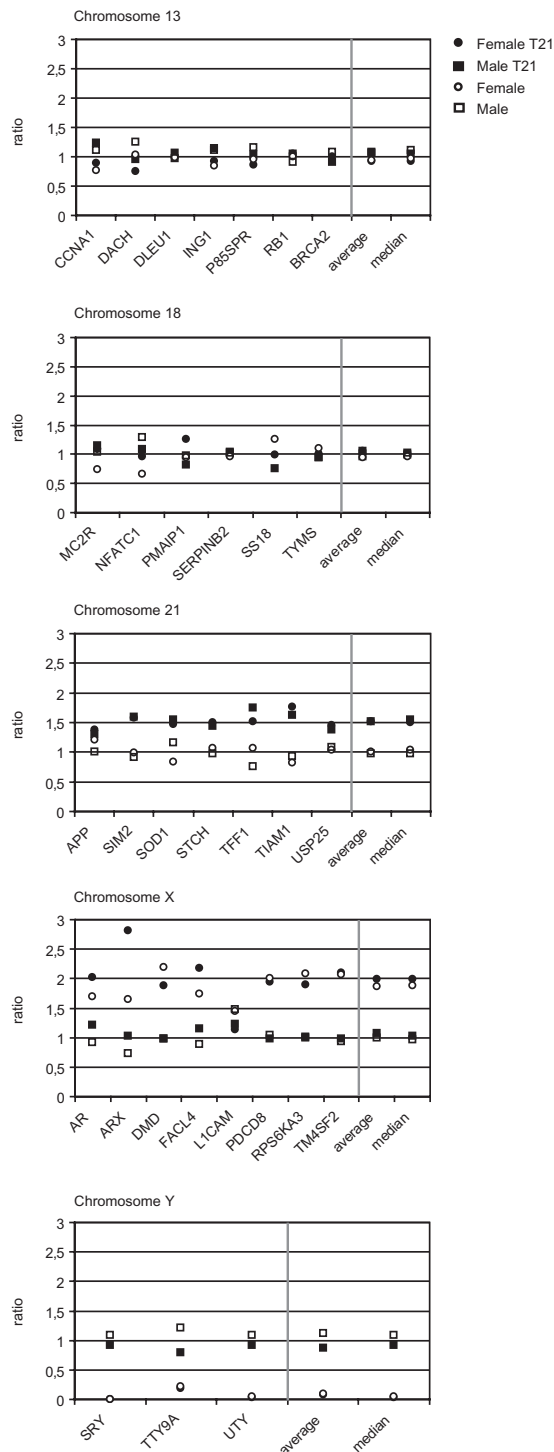 Chromosome 13
Female T21
Male T21
Female
Male
ratio
3
2,5
2
1,5
1
0,5
0
CCNA1
DACH
DLEU1
ING1
P85SPR
RB1
BRCA2
average
median
Chromosome 18
ratio
3
2,5
2
1,5
1
0,5
0
MC2R
NFATC1
PMAIP1
SERPINB2
SS18
TYMS
average
median
Chromosome 21
ratio
3
2,5
2
1,5
1
0,5
0
APP
SIM2
SOD1
STCH
TFF1
TIAM1
USP25
average
median
Chromosome X
ratio
3
2,5
2
1,5
1
0,5
0
AR
ARX
DMD
FACL4
L1CAM
PDCD8
RPS6KA3
TM4SF2
average
median
Chromosome Y
ratio
3
2,5
2
1,5
1
0,5
0
SRY
TTY9A
UTY
average
median